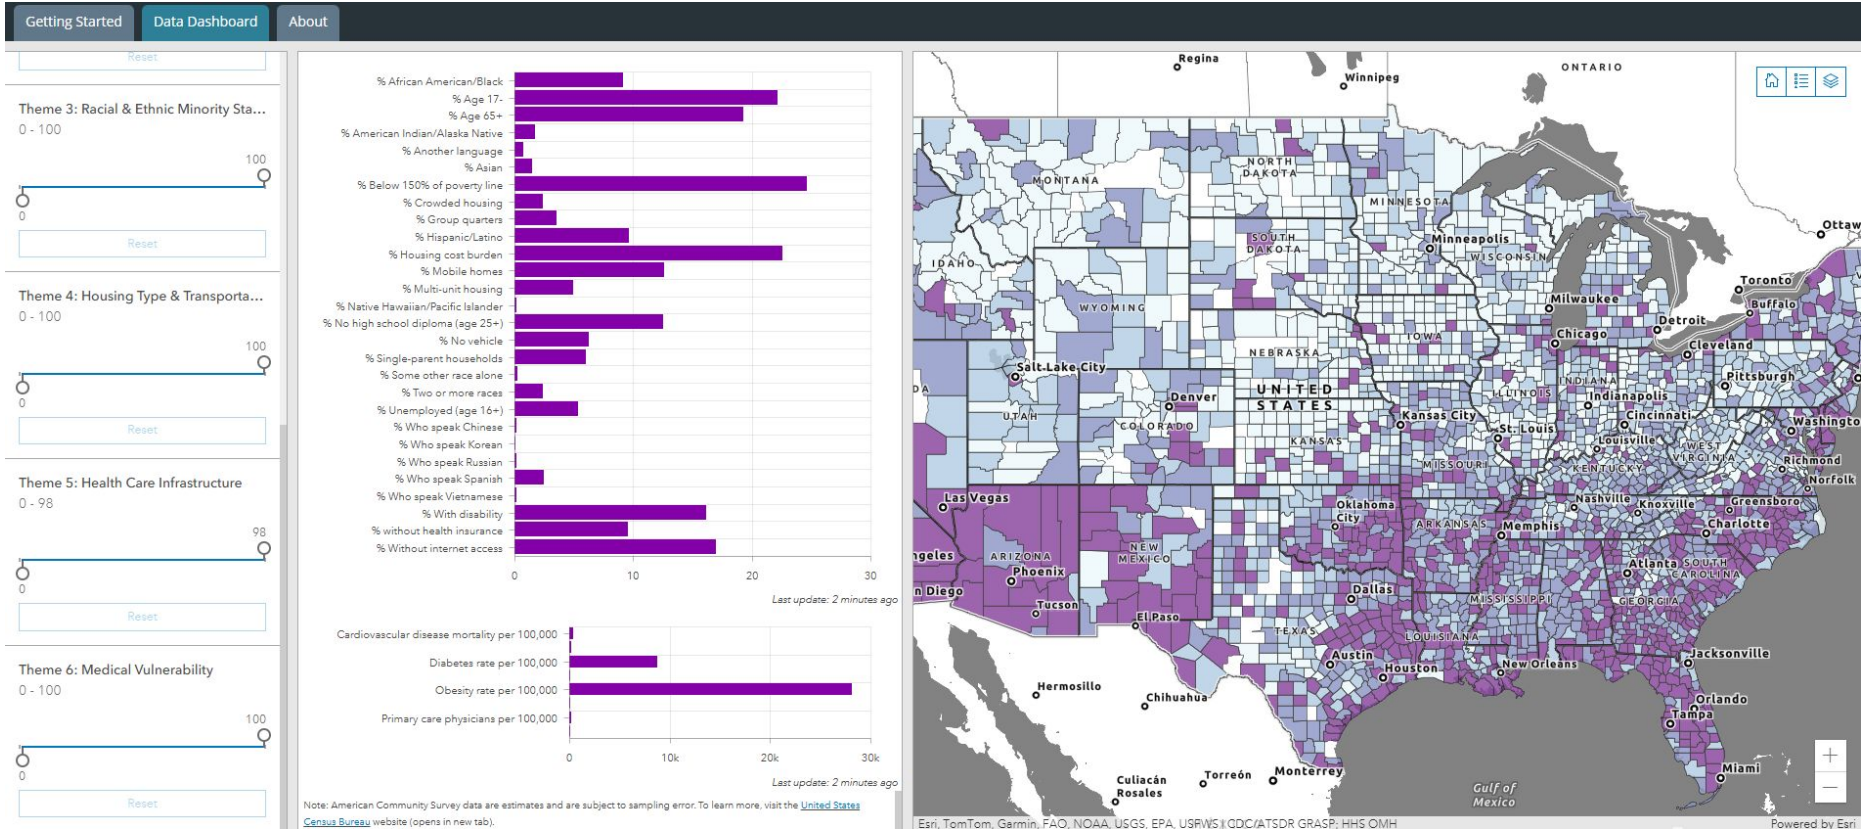 Getting Started
Data Dashboard
About
Reset
Theme 3: Racial & Ethnic Minority Sta...
0 - 100
100
0
Reset
Theme 4: Housing Type & Transporta...
0 - 100
100
0
Reset
Theme 5: Health Care Infrastructure
0 - 98
98
0
Reset
Theme 6: Medical Vulnerability
0 - 100
100
0
Reset
% African American/Black
% Age 17-
% Age 65+
% American Indian/Alaska Native
% Another language
% Asian
% Below 150% of poverty line
% Crowded housing
% Group quarters
% Hispanic/Latino
% Housing cost burden
% Mobile homes
% Multi-unit housing
% Native Hawaiian/Pacific Islander
% No high school diploma (age 25+)
% No vehicle
% Single-parent households
% Some other race alone
% Two or more races
% Unemployed (age 16+)
% Who speak Chinese
% Who speak Korean
% Who speak Russian
% Who speak Spanish
% Who speak Vietnamese
% With disability
% without health insurance
% Without internet access
0 10 20 30
Last update: 2 minutes ago
Cardiovascular disease mortality per 100,000
Diabetes rate per 100,000
Obesity rate per 100,000
Primary care physicians per 100,000
0 10k 20k 30k
Last update: 2 minutes ago
Note: American Community Survey data are estimates and are subject to sampling error. To learn more, visit the United States
Census Bureau website (opens in new tab).
Regina
Winnipeg
ONTARIO
MONTANA
NORTH
DAKOTA
MINNESOTA
Ottaw
SOUTH
DAKOTA
Minneapolis
WISCONSIN
IDAHO
Toronto
WYOMING
Milwaukee
Buffalo
Detroit
Chicago
IOWA
Cleveland
NEBRASKA
Salt Lake City
UNITED
STATES
INDIANA
Pittsburgh
DA
UTAH
Denver
ILLINOIS
Indianapolis
COLORADO
Kansas City
Cincinnati
Washingto
St. Louis
KANSAS
Louisville
WEST
VIRGINIA
MISSOURI
KENTUCKY
Richmond
Norfolk
Las Vegas
Oklahoma
City
Nashville
Knoxville
Greensboro
ARKANSAS
Memphis
Charlotte
ngeles
ARIZONA
NEW
MEXICO
Phoenix
Atlanta
SOUTH
CAROLINA
n Diego
Dallas
MISSISSIPPI
GEORGIA
Tucson
El Paso
TEXAS
LOUISIANA
Austin
Houston
New Orleans
Jacksonville
Hermosillo
Chihuahua
Orlando
Tampa
Culiacán
Rosales
Torreón
Monterrey
Miami
Gulf of
Mexico
+
−
Esri, TomTom, Garmin, FAO, NOAA, USGS, EPA, USFWS | CDC/ATSDR GRASP; HHS OMH
Powered by Esri